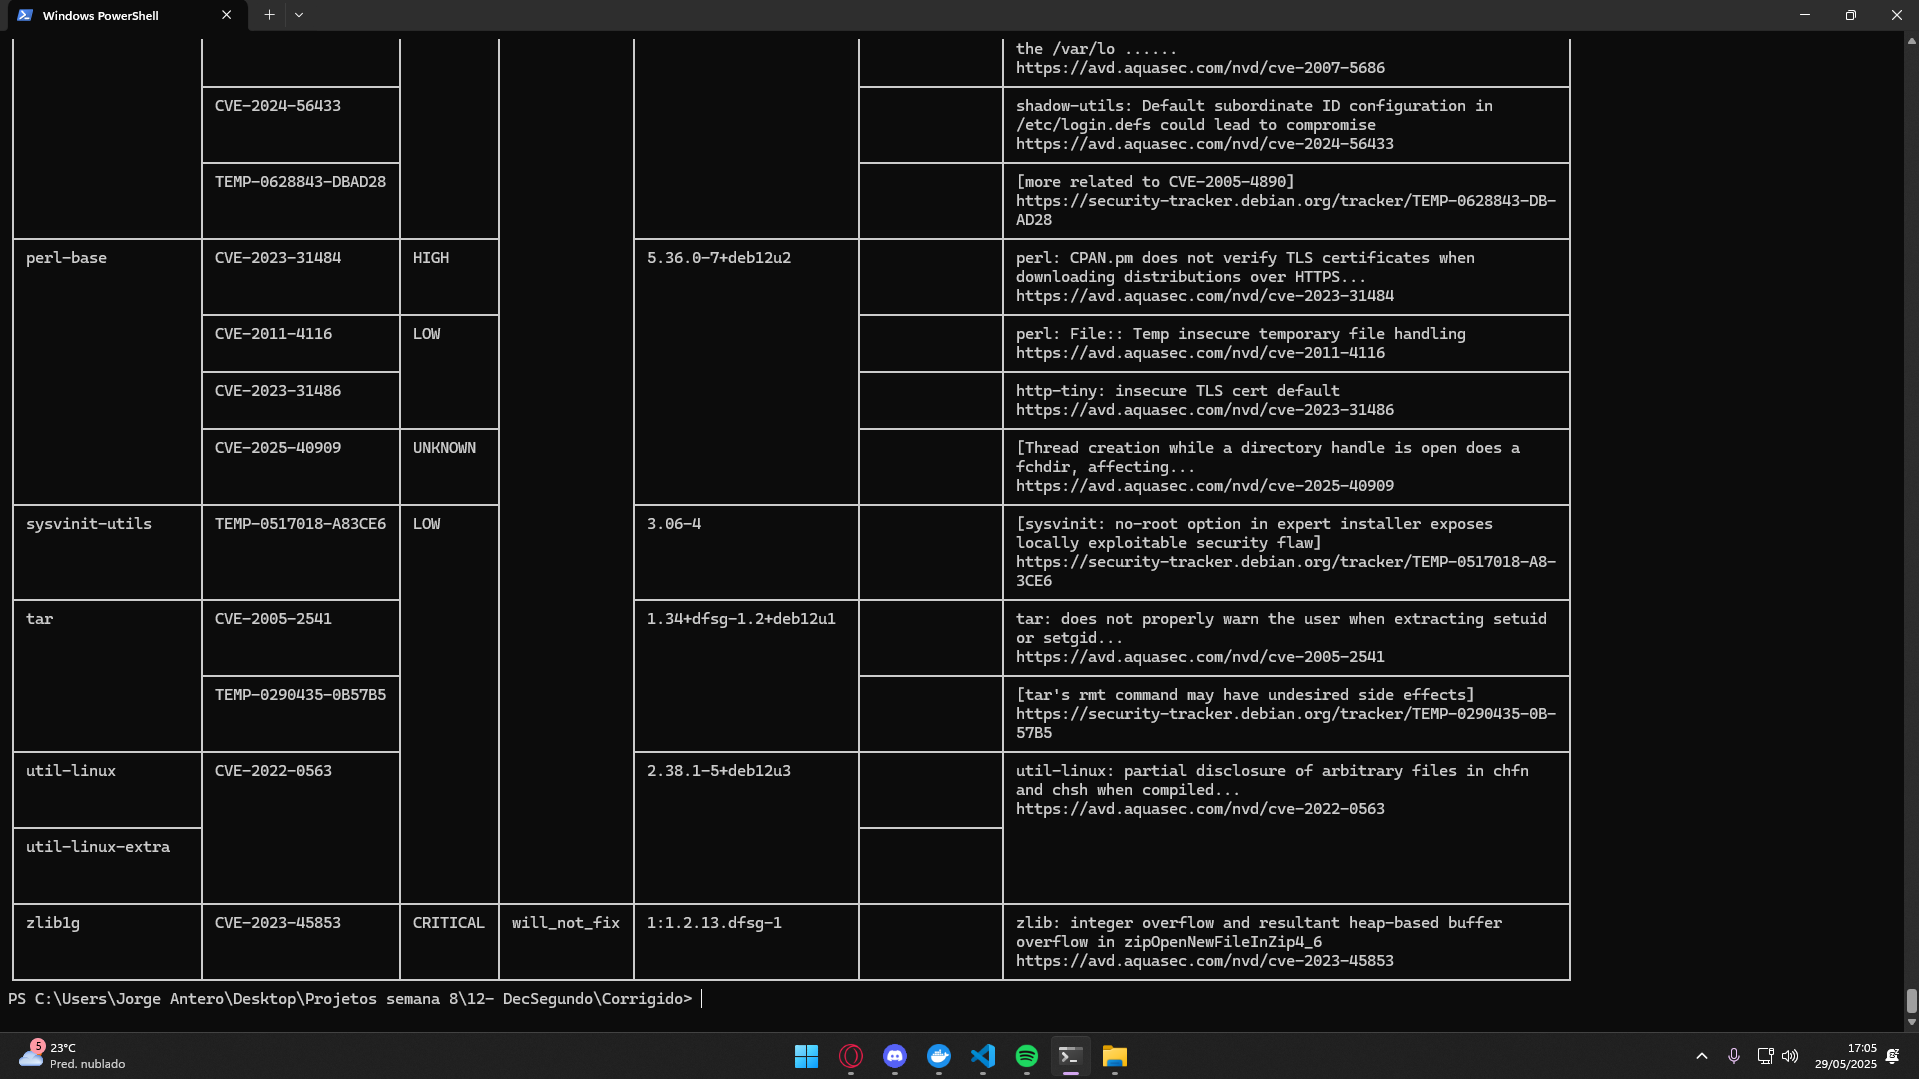 Windows PowerShell
the /var/lo ......
https://avd.aquasec.com/nvd/cve-2007-5686
CVE-2024-56433
shadow-utils: Default subordinate ID configuration in
/etc/login.defs could lead to compromise
https://avd.aquasec.com/nvd/cve-2024-56433
TEMP-0628843-DBAD28
[more related to CVE-2005-4890]
https://security-tracker.debian.org/tracker/TEMP-0628843-DB-
AD28
perl-base
CVE-2023-31484
HIGH
5.36.0-7+deb12u2
perl: CPAN.pm does not verify TLS certificates when
downloading distributions over HTTPS...
https://avd.aquasec.com/nvd/cve-2023-31484
CVE-2011-4116
LOW
perl: File:: Temp insecure temporary file handling
https://avd.aquasec.com/nvd/cve-2011-4116
CVE-2023-31486
http-tiny: insecure TLS cert default
https://avd.aquasec.com/nvd/cve-2023-31486
CVE-2025-40909
UNKNOWN
[Thread creation while a directory handle is open does a
fchdir, affecting...
https://avd.aquasec.com/nvd/cve-2025-40909
sysvinit-utils
TEMP-0517018-A83CE6
LOW
3.06-4
[sysvinit: no-root option in expert installer exposes
locally exploitable security flaw]
https://security-tracker.debian.org/tracker/TEMP-0517018-A8-
3CE6
tar
CVE-2005-2541
1.34+dfsg-1.2+deb12u1
tar: does not properly warn the user when extracting setuid
or setgid...
https://avd.aquasec.com/nvd/cve-2005-2541
TEMP-0290435-0B57B5
[tar's rmt command may have undesired side effects]
https://security-tracker.debian.org/tracker/TEMP-0290435-0B-
57B5
util-linux
CVE-2022-0563
2.38.1-5+deb12u3
util-linux: partial disclosure of arbitrary files in chfn
and chsh when compiled...
https://avd.aquasec.com/nvd/cve-2022-0563
util-linux-extra
zlib1g
CVE-2023-45853
CRITICAL
will_not_fix
1:1.2.13.dfsg-1
zlib: integer overflow and resultant heap-based buffer
overflow in zipOpenNewFileInZip4_6
https://avd.aquasec.com/nvd/cve-2023-45853
PS C:\Users\Jorge Antero\Desktop\Projetos semana 8\12- DecSegundo\Corrigido>
5
23°C
Pred. nublado
17:05
29/05/2025